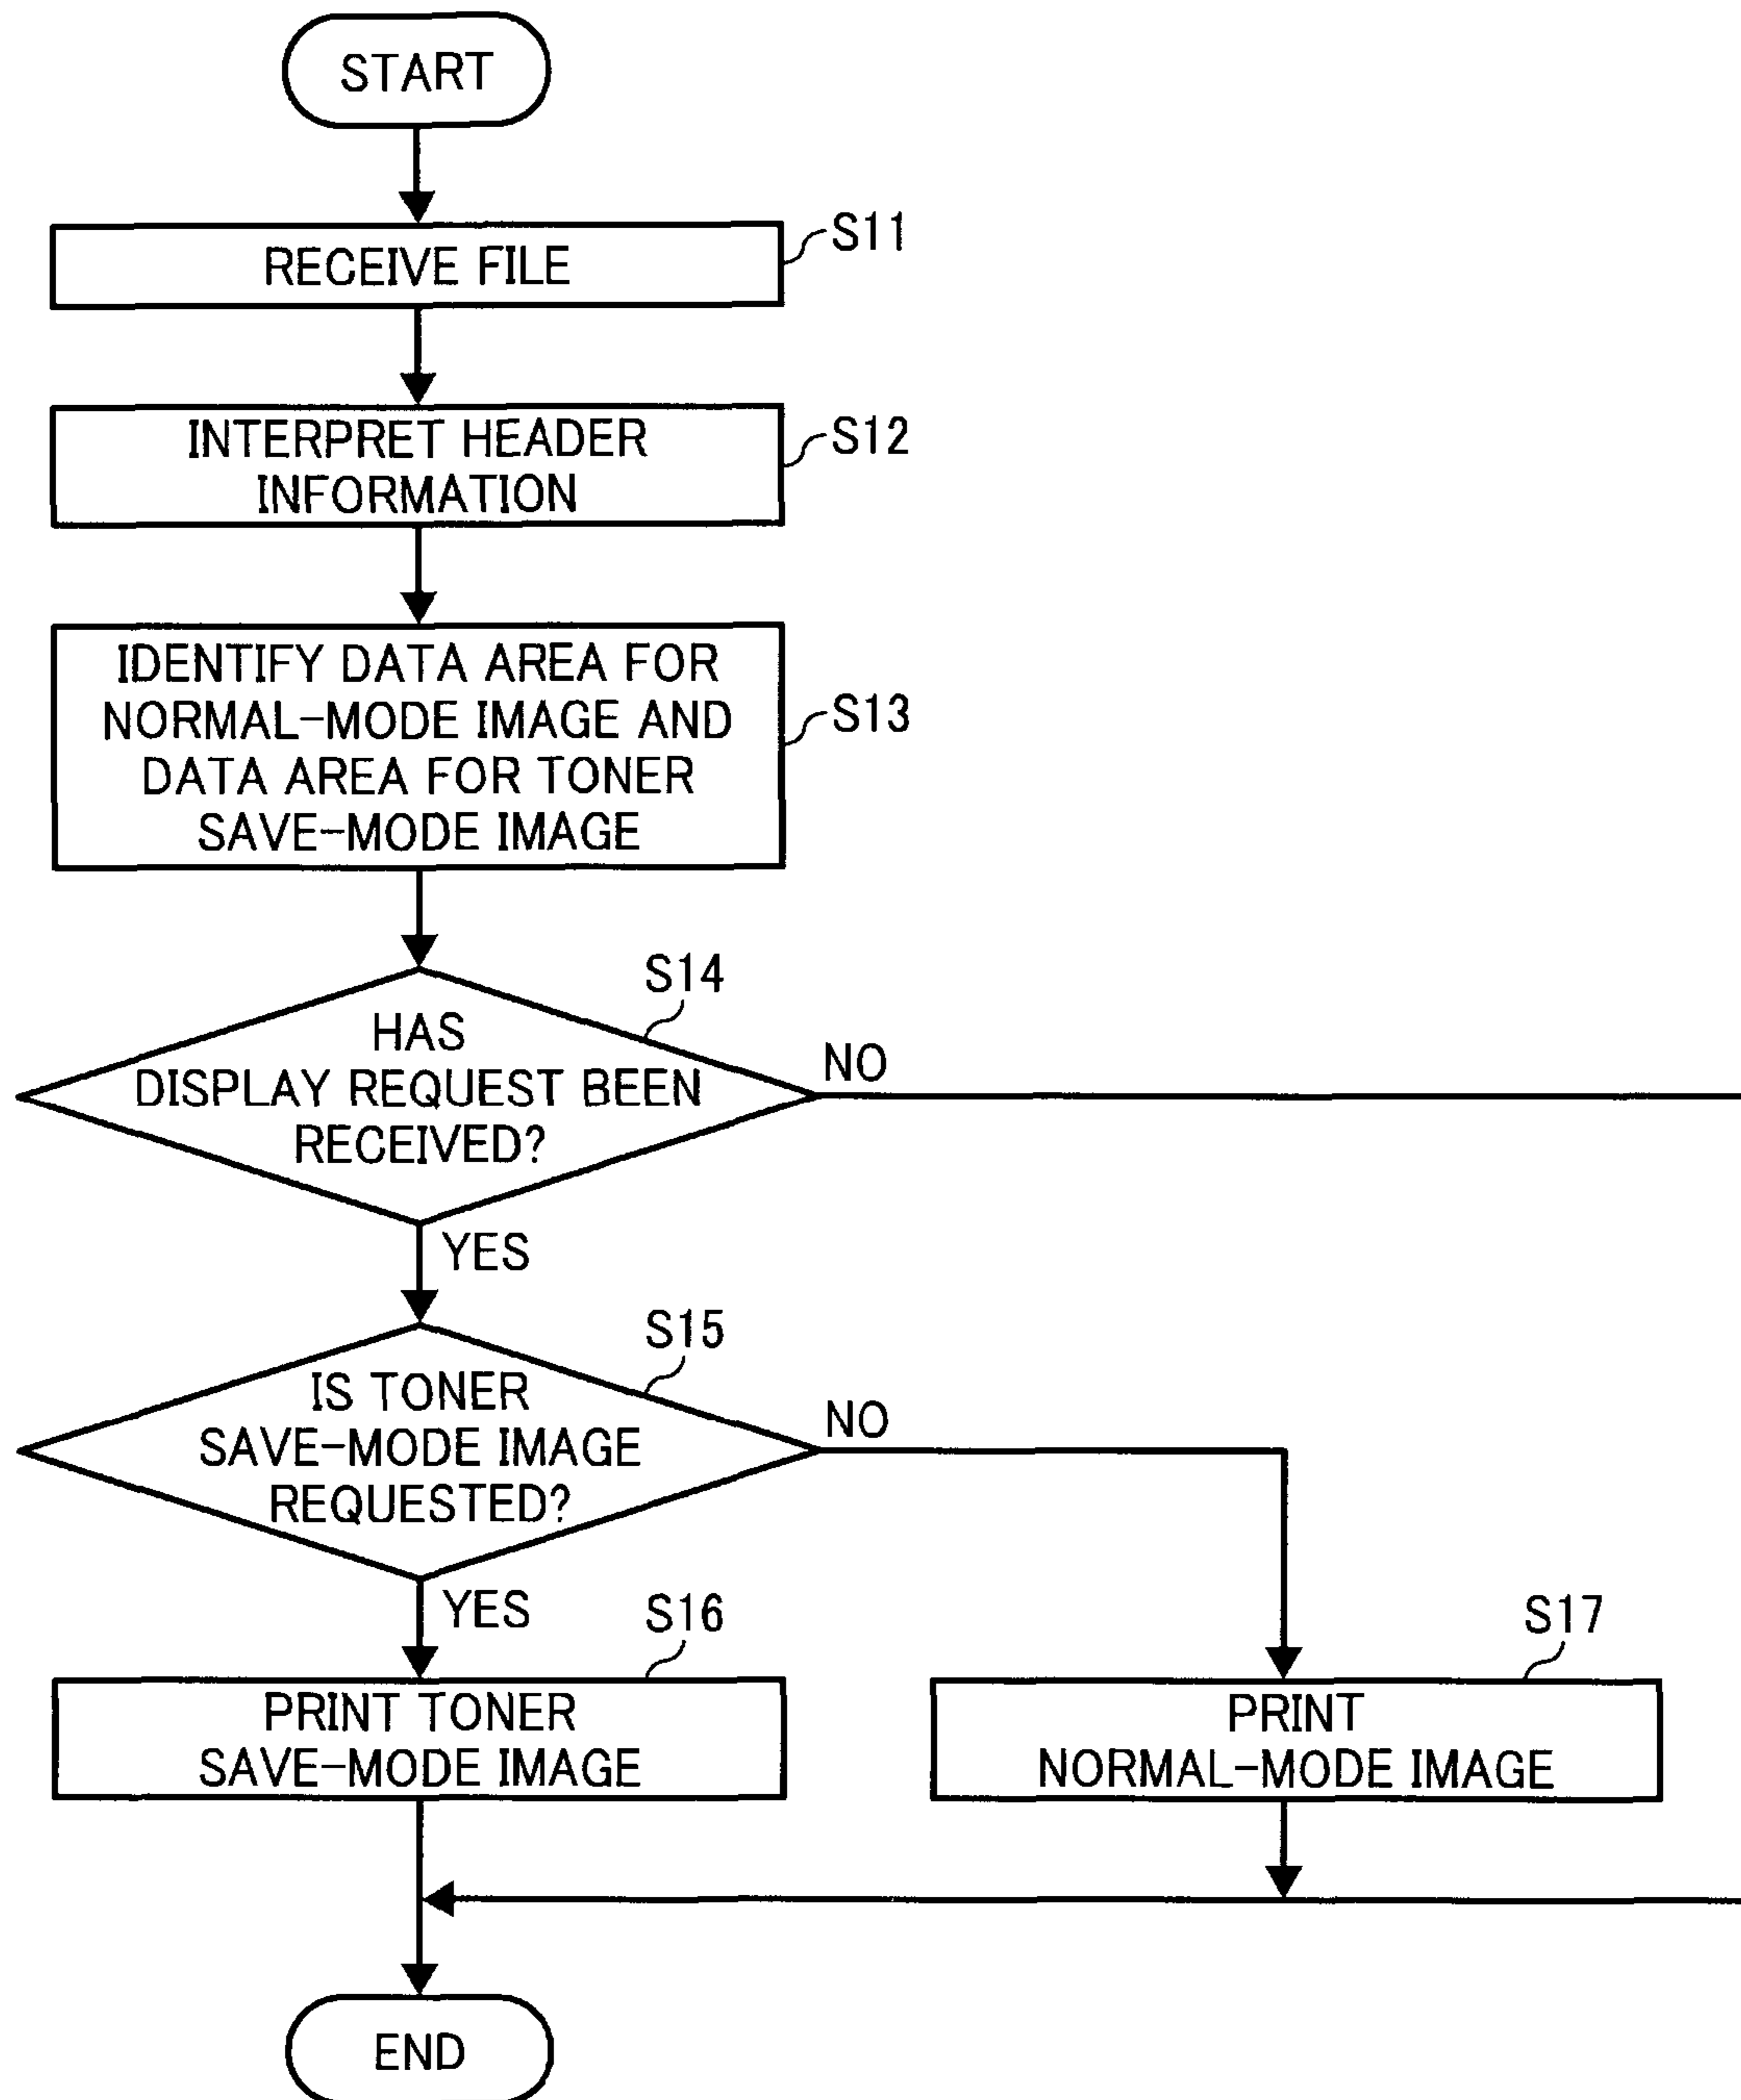 START
RECEIVE FILE
S11
INTERPRET HEADER
INFORMATION
S12
IDENTIFY DATA AREA FOR
NORMAL-MODE IMAGE AND
DATA AREA FOR TONER
SAVE-MODE IMAGE
S13
S14
HAS
DISPLAY REQUEST BEEN
RECEIVED?
NO
YES
S15
IS TONER
SAVE-MODE IMAGE
REQUESTED?
NO
YES
S16
PRINT TONER
SAVE-MODE IMAGE
S17
PRINT
NORMAL-MODE IMAGE
END